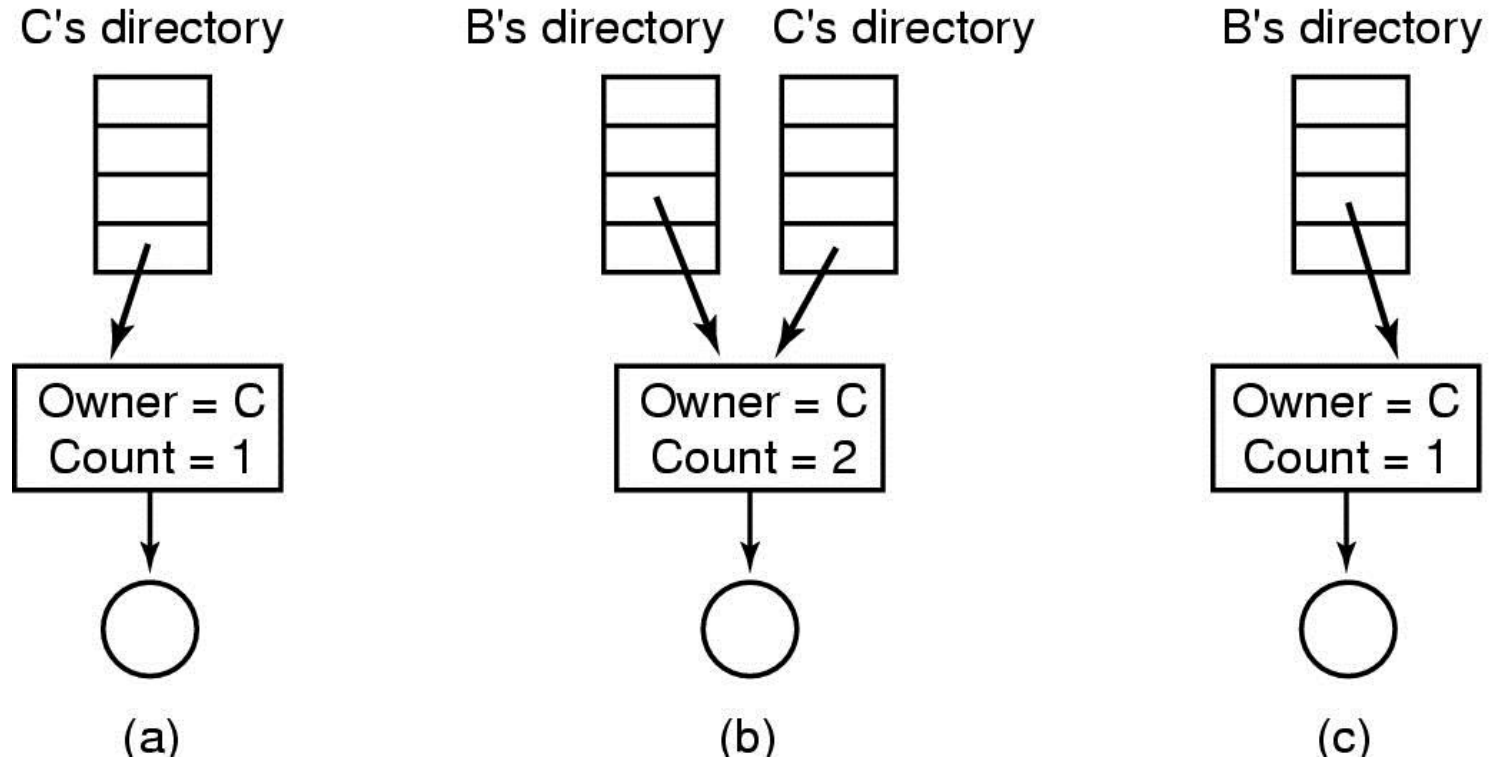 C's directory
B's directory
C's directory
B's directory
Owner = C
Count = 1
Owner = C
Count = 2
Owner = C
Count = 1
(a)
(b)
(c)